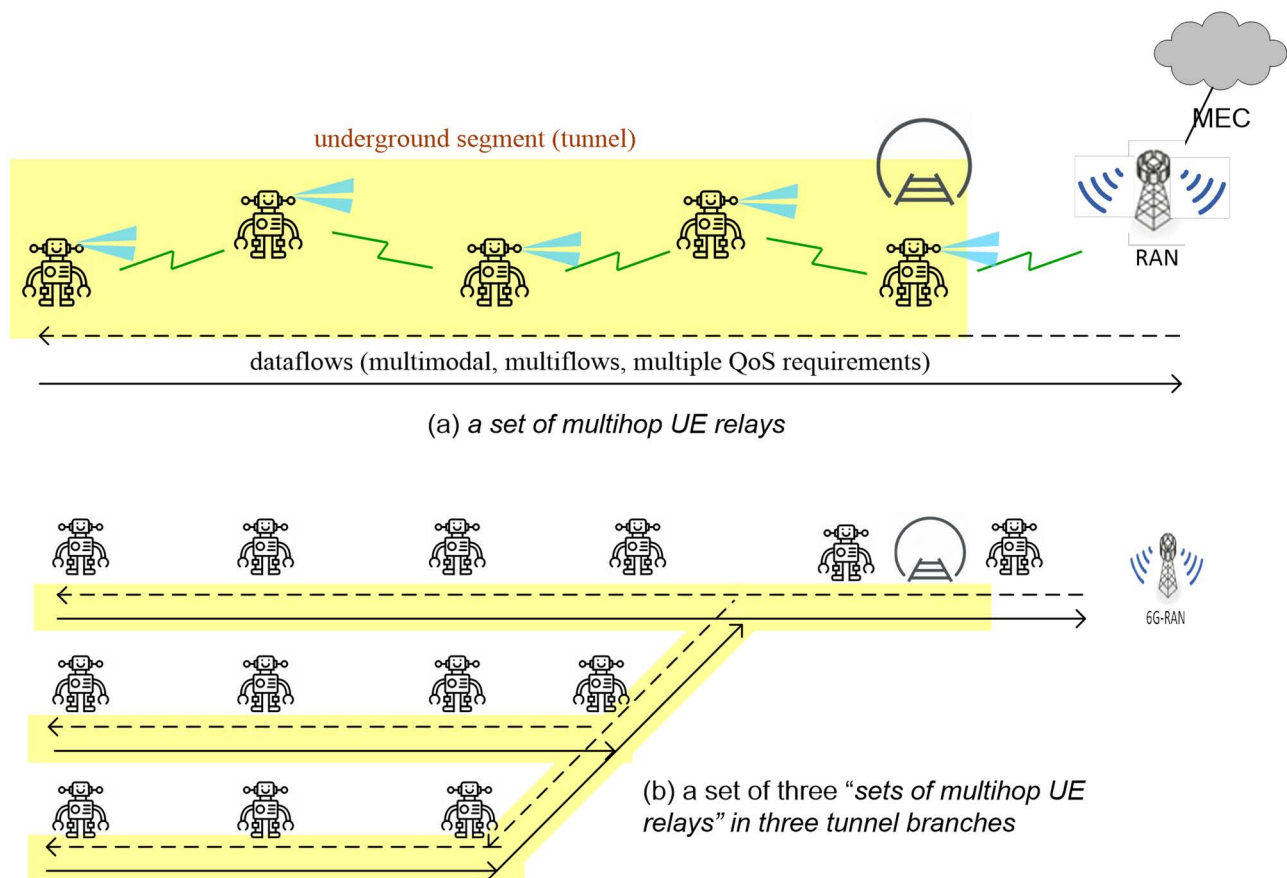 MEC
underground segment (tunnel)
RAN
dataflows (multimodal, multiflows, multiple QoS requirements)
(a) a set of multihop UE relays
6G-RAN
(b) a set of three “sets of multihop UE
relays” in three tunnel branches